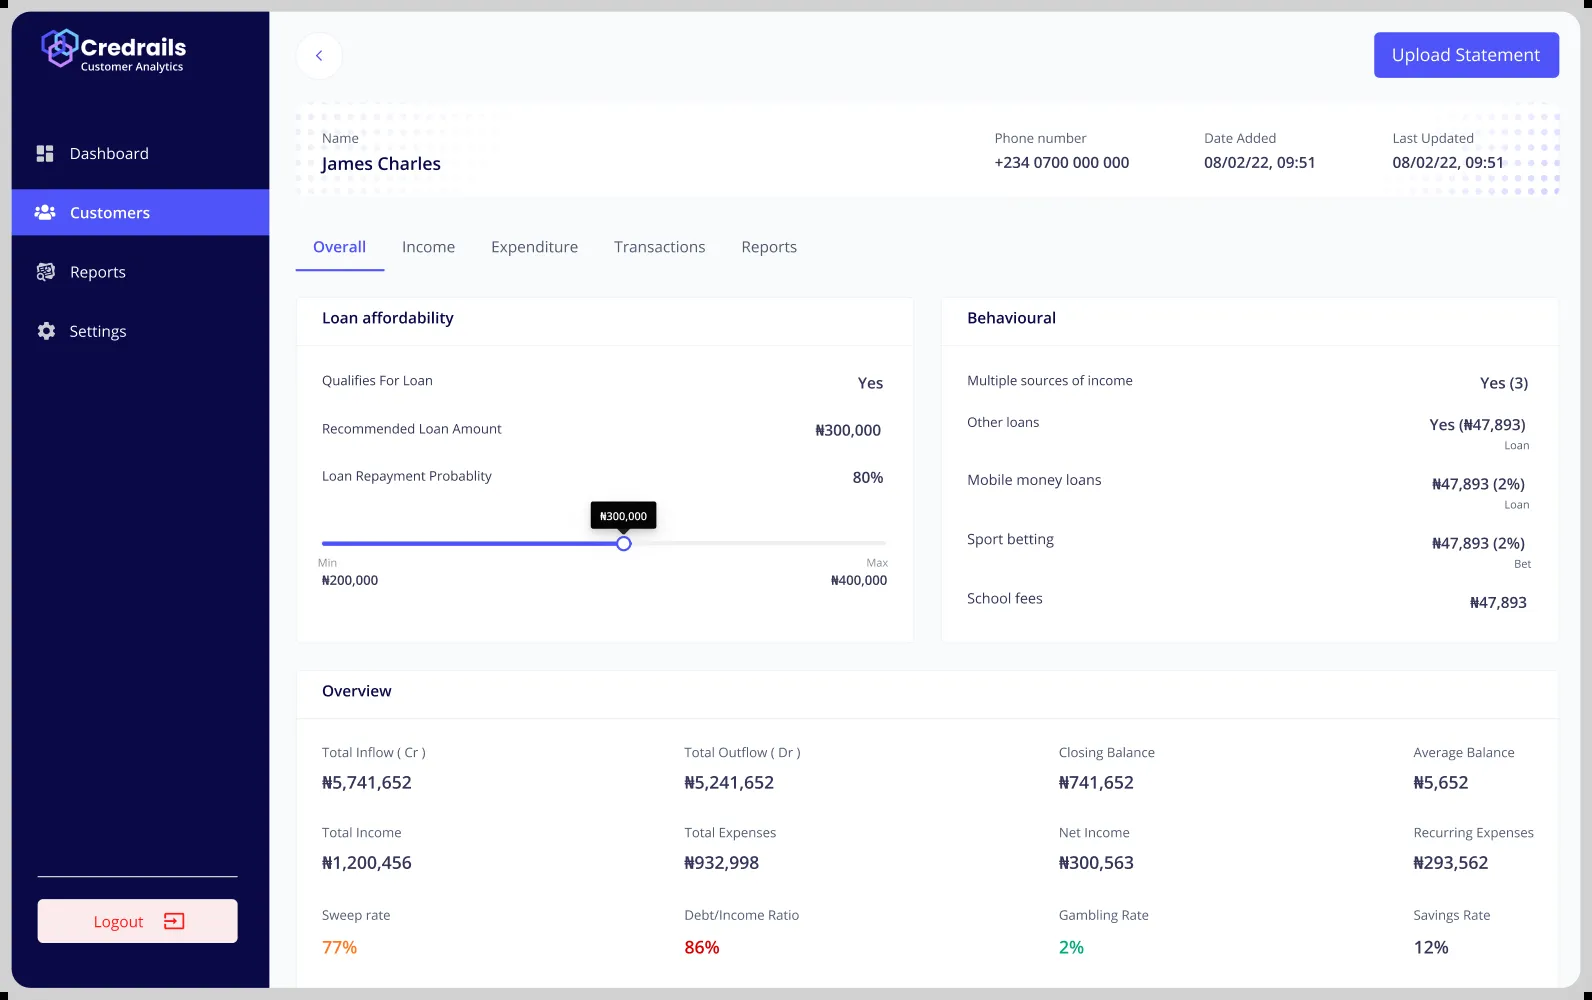 Credrails
Customer Analytics
Dashboard
Customers
Reports
Settings
Logout
Upload Statement
Name
James Charles
Phone number
+234 0700 000 000
Date Added
08/02/22, 09:51
Last Updated
08/02/22, 09:51
Overall Income Expenditure Transactions Reports
Loan affordability
Qualifies For Loan Yes
Recommended Loan Amount ₦300,000
Loan Repayment Probablity 80%
₦300,000
Min Max
₦200,000 ₦400,000
Behavioural
Multiple sources of income Yes (3)
Other loans Yes (₦47,893)
Loan
Mobile money loans ₦47,893 (2%)
Loan
Sport betting ₦47,893 (2%)
Bet
School fees ₦47,893
Overview
Total Inflow ( Cr ) Total Outflow ( Dr ) Closing Balance Average Balance
₦5,741,652 ₦5,241,652 ₦741,652 ₦5,652
Total Income Total Expenses Net Income Recurring Expenses
₦1,200,456 ₦932,998 ₦300,563 ₦293,562
Sweep rate Debt/Income Ratio Gambling Rate Savings Rate
77% 86% 2% 12%